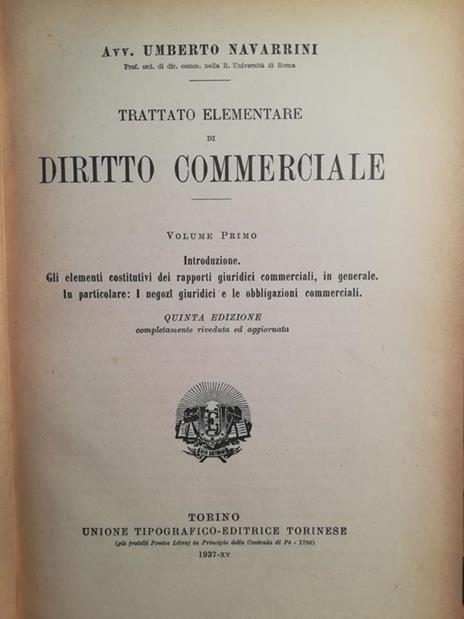 Avv. UMBERTO NAVARRINI
Prof. ord. di dir. comm. nella R. Università di Roma
TRATTATO ELEMENTARE
DI
DIRITTO COMMERCIALE
VOLUME PRIMO
Introduzione.
Gli elementi costitutivi dei rapporti giuridici commerciali, in generale.
In particolare: I negozî giuridici e le obbligazioni commerciali.
QUINTA EDIZIONE
completamente riveduta ed aggiornata
TORINO
UNIONE TIPOGRAFICO-EDITRICE TORINESE
(già fratelli Pomba Librai in Principio della Contrada di Pò - 1796)
1937-XV